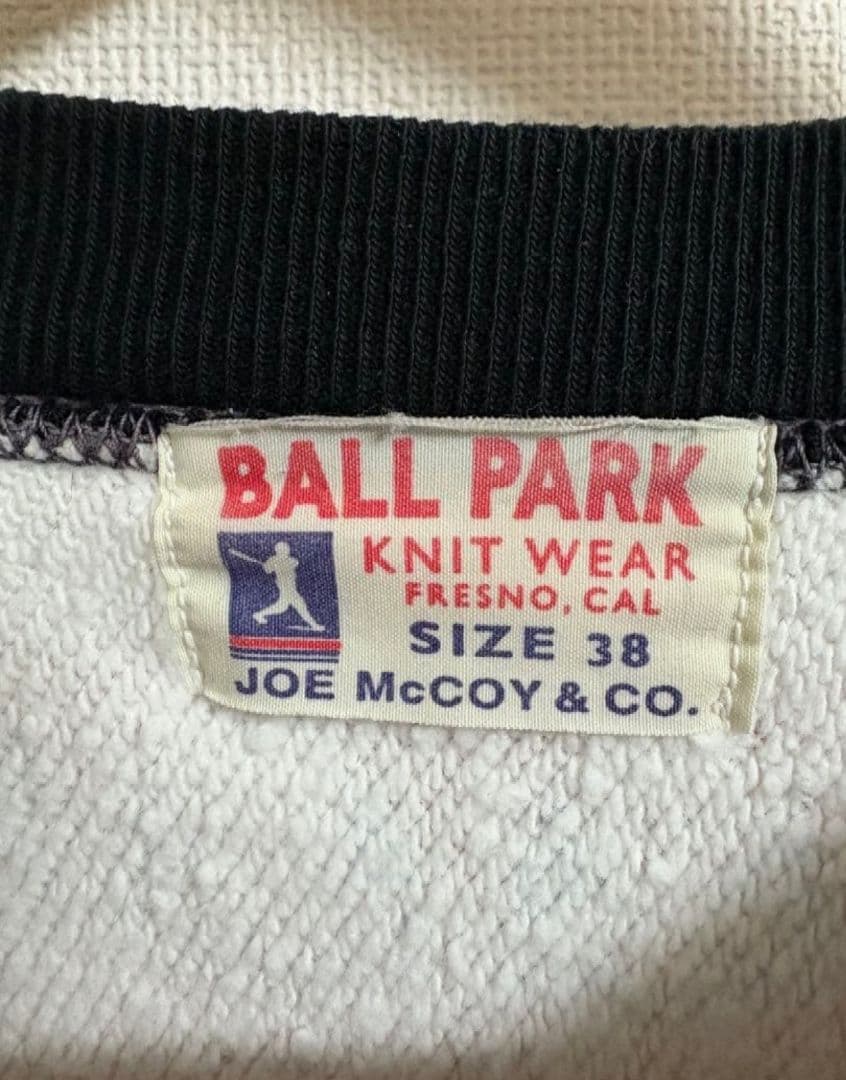 BALL PARK
KNIT WEAR
FRESNO, CAL
SIZE 38
JOE McCOY & CO.